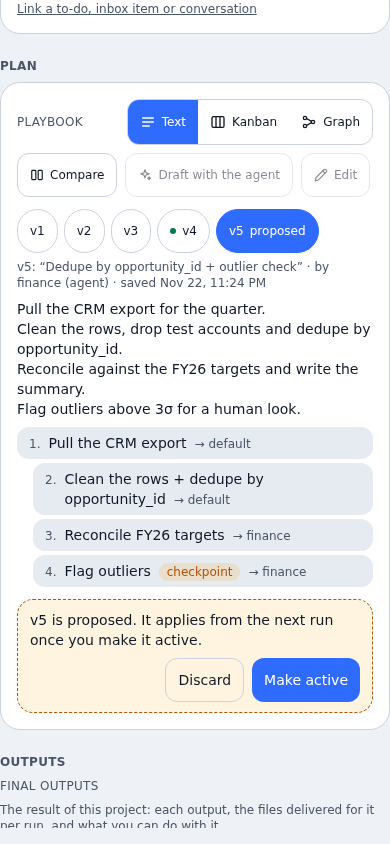 Link a to-do, inbox item or conversation
PLAN
PLAYBOOK
Text
Kanban
Graph
Compare
Draft with the agent
Edit
v1
v2
v3
v4
v5 proposed
v5: “Dedupe by opportunity_id + outlier check” · by
finance (agent) · saved Nov 22, 11:24 PM
Pull the CRM export for the quarter.
Clean the rows, drop test accounts and dedupe by
opportunity_id.
Reconcile against the FY26 targets and write the
summary.
Flag outliers above 3σ for a human look.
1. Pull the CRM export → default
2. Clean the rows + dedupe by
opportunity_id → default
3. Reconcile FY26 targets → finance
4. Flag outliers checkpoint → finance
v5 is proposed. It applies from the next run
once you make it active.
Discard
Make active
OUTPUTS
FINAL OUTPUTS
The result of this project: each output, the files delivered for it
per run, and what you can do with it